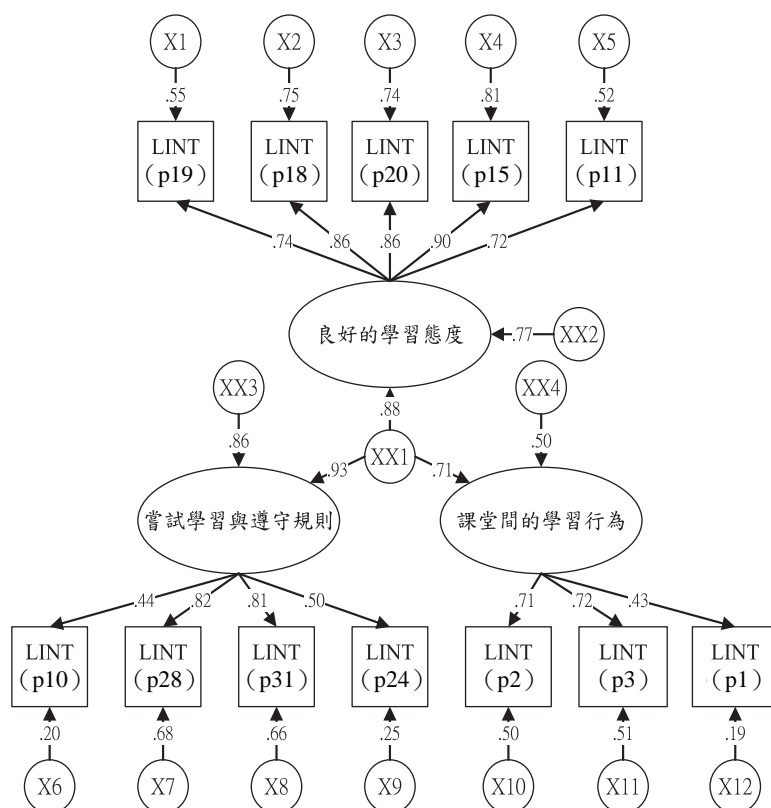 X1 X2 X3 X4 X5
.55 .75 .74 .81 .52
LINT LINT LINT LINT LINT
（p19） （p18） （p20） （p15） （p11）
.74 .86 .86 .90 .72
良好的學習態度 .77 XX2
XX3 XX4
.88
.86 .50
.93 XX1 .71
嘗試學習與遵守規則 課堂間的學習行為
.44 .82 .81 .50 .71 .72 .43
LINT LINT LINT LINT LINT LINT LINT
（p10） （p28） （p31） （p24） （p2） （p3） （p1）
.20 .68 .66 .25 .50 .51 .19
X6 X7 X8 X9 X10 X11 X12